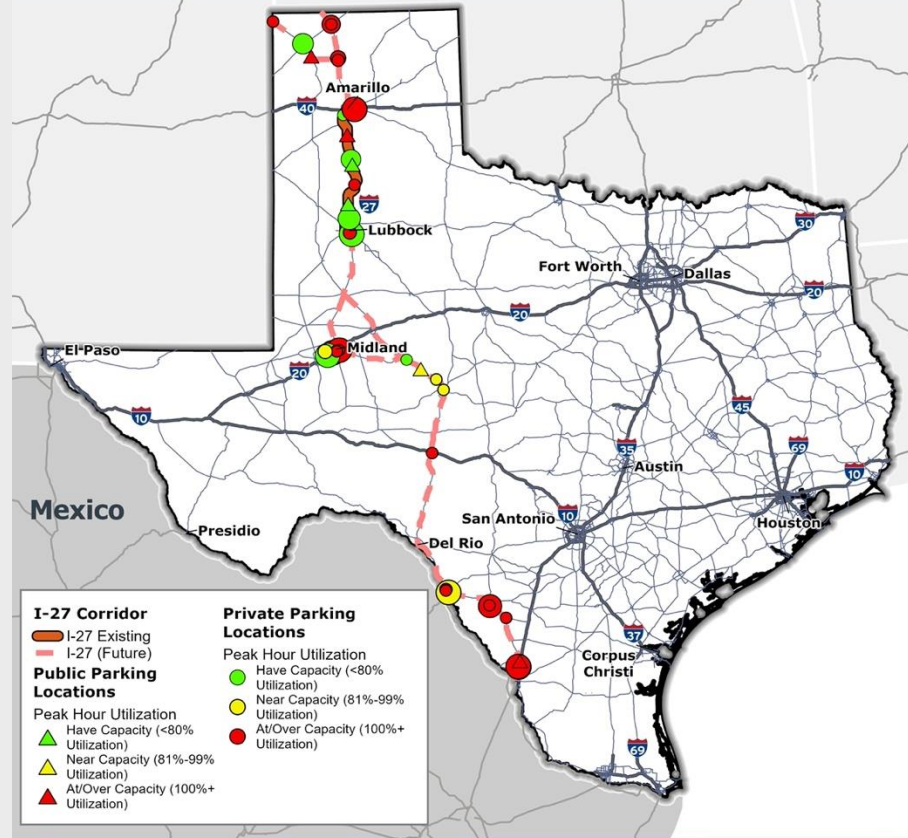 Amarillo
40
27
Lubbock
30
Fort Worth
Dallas
20
20
El Paso
Midland
20
10
45
69
35
10
Austin
Mexico
10
San Antonio
Houston
Presidio
Del Rio
37
Corpus
Christi
69
I-27 Corridor
I-27 Existing
I-27 (Future)
Public Parking
Locations
Peak Hour Utilization
Have Capacity (<80%
Utilization)
Near Capacity (81%-99%
Utilization)
At/Over Capacity (100%+
Utilization)
Private Parking
Locations
Peak Hour Utilization
Have Capacity (<80%
Utilization)
Near Capacity (81%-99%
Utilization)
At/Over Capacity (100%+
Utilization)